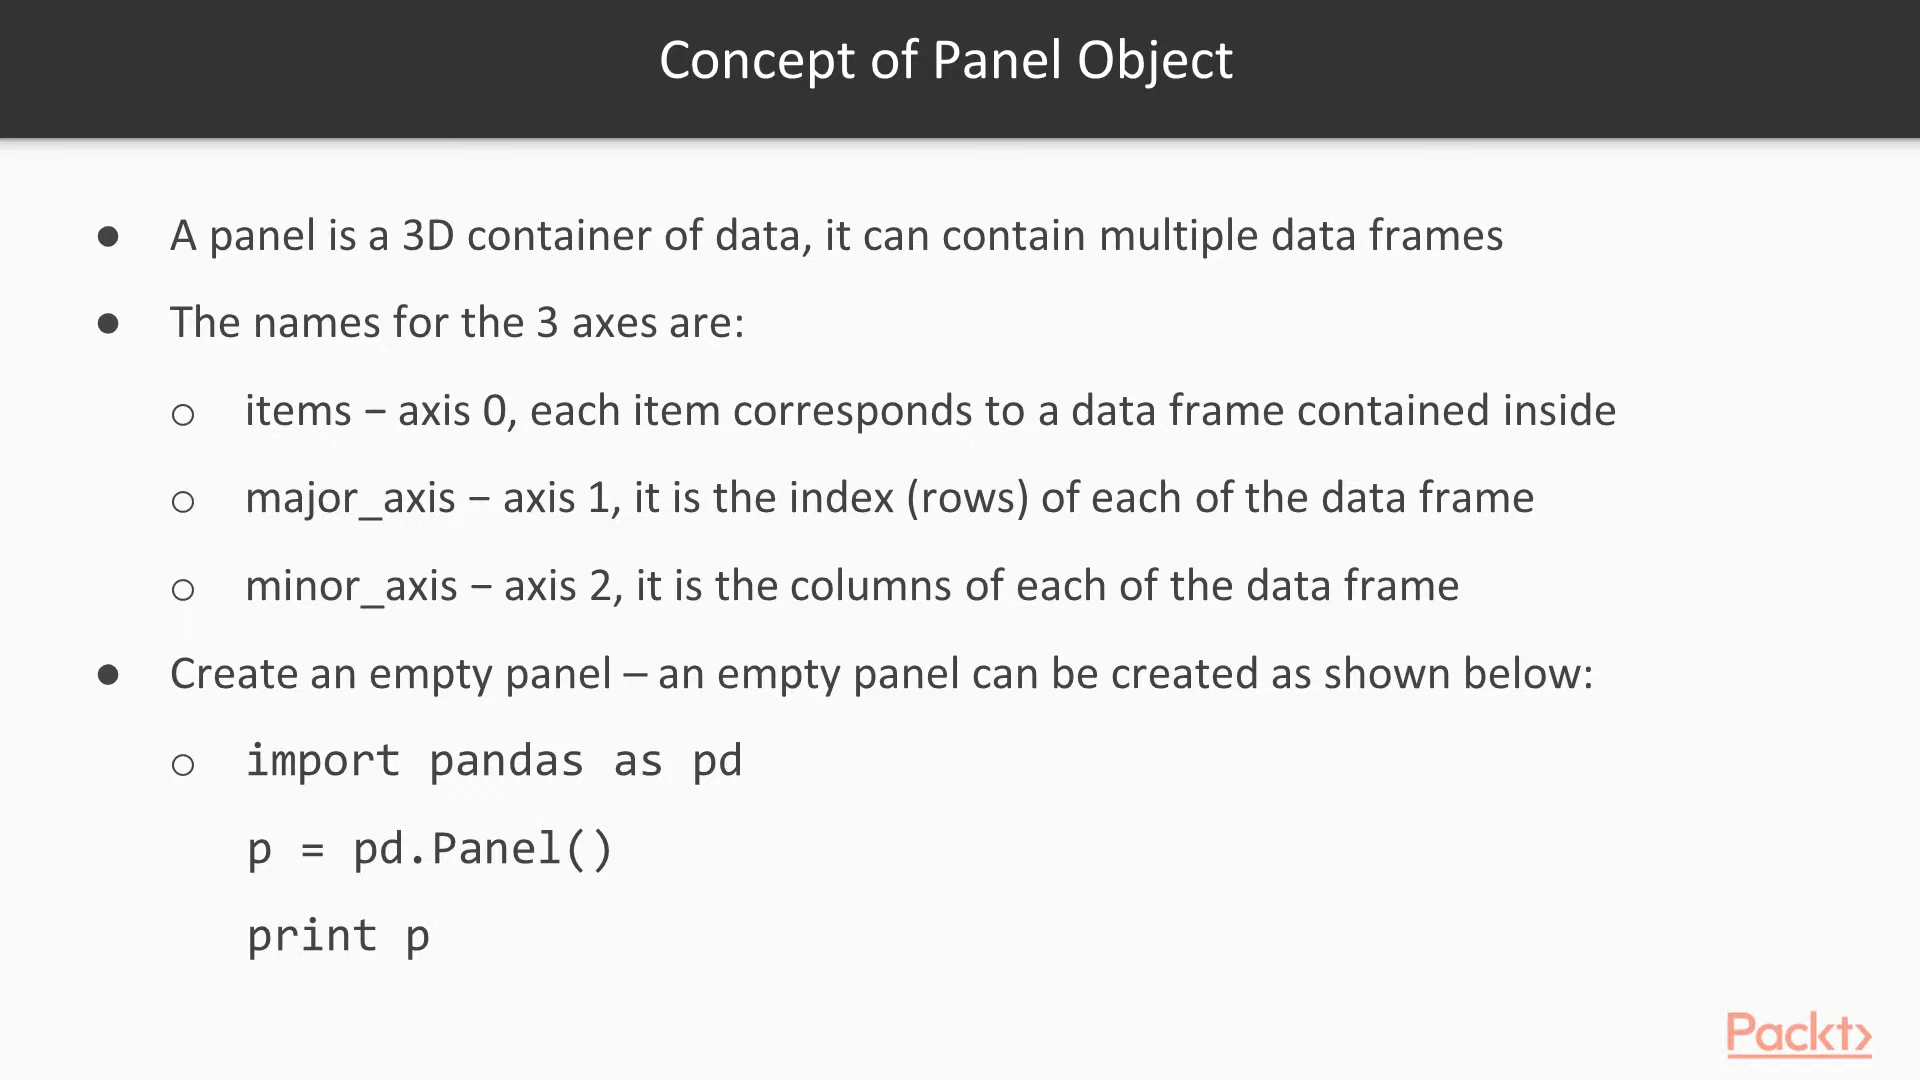 Concept of Panel Object
● A panel is a 3D container of data, it can contain multiple data frames
● The names for the 3 axes are:
○ items – axis 0, each item corresponds to a data frame contained inside
○ major_axis – axis 1, it is the index (rows) of each of the data frame
○ minor_axis – axis 2, it is the columns of each of the data frame
● Create an empty panel – an empty panel can be created as shown below:
○ import pandas as pd
p = pd.Panel()
print p
Packt>